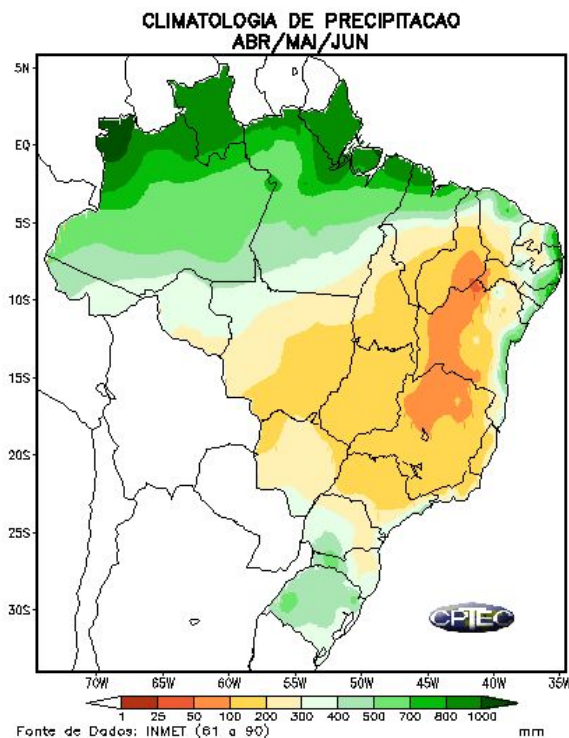 CLIMATOLOGIA DE PRECIPITACAO
ABR/MAI/JUN
5N
EQ
5S
10S
15S
20S
25S
30S
CPTEC
70W 65W 60W 55W 50W 45W 40W 35W
1 25 50 100 200 300 400 500 700 800 1000
Fonte de Dados: INMET (61 a 90) mm